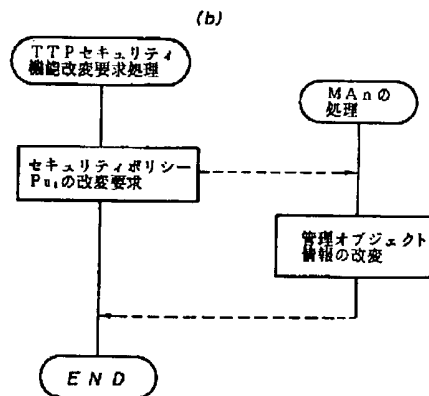 (b)
TTPセキュリティ
機能改変要求処理
MAnの
処理
セキュリティポリシー
Pu₁の改変要求
管理オブジェクト
情報の改変
END